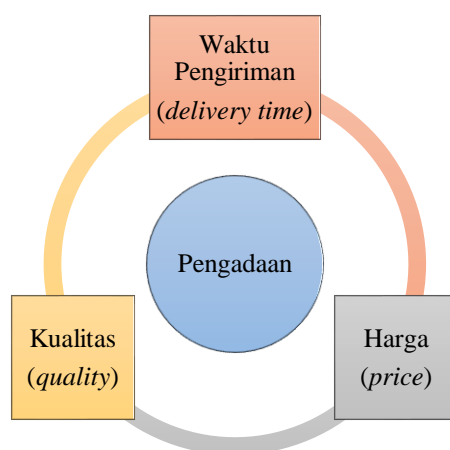 Waktu
Pengiriman
(delivery time)
Pengadaan
Kualitas
(quality)
Harga
(price)